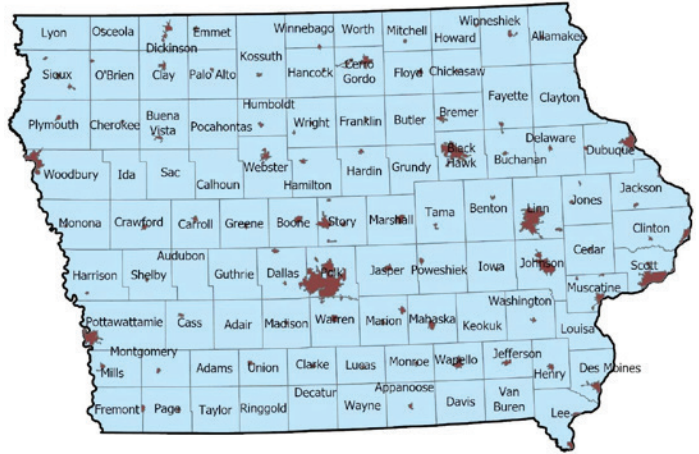 Lyon Osceola Emmet Winnebago Worth Mitchell Winneshiek
Dickinson Kossuth Howard Allamakee
Sioux O'Brien Clay Palo Alto Hancock Cerro Gordo Floyd Chickasaw
Plymouth Cherokee Buena Vista Pocahontas Humboldt Wright Franklin Butler Bremer Fayette Clayton
Woodbury Ida Sac Calhoun Webster Hamilton Hardin Grundy Black Hawk Buchanan Delaware Dubuque
Monona Crawford Carroll Greene Boone Story Marshall Tama Benton Linn Jones Jackson
Clinton
Harrison Shelby Audubon Guthrie Dallas Polk Jasper Poweshiek Iowa Johnson Cedar Scott
Muscatine
Pottawattamie Cass Adair Madison Warren Marion Mahaska Keokuk Washington Louisa
Mills Montgomery Adams Union Clarke Lucas Monroe Wapello Jefferson Henry Des Moines
Fremont Page Taylor Ringgold Decatur Wayne Appanoose Davis Van Buren Lee